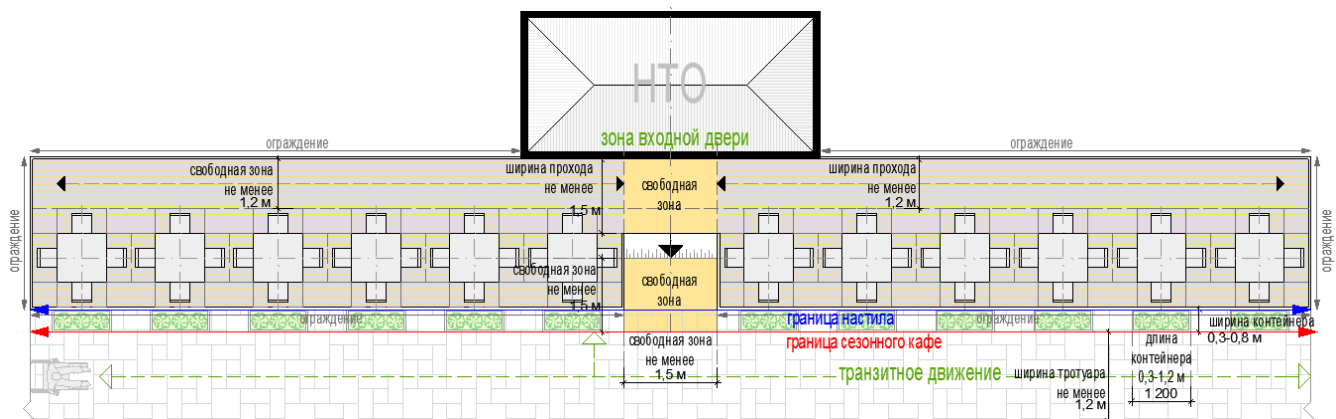 НТО
зона входной двери
ограждение
ограждение
свободная зона
не менее
1,2 м
ширина прохода
не менее
1,5 м
свободная
зона
ширина прохода
не менее
1,2 м
ограждение
ограждение
свободная зона
не менее
1,5 м
свободная
зона
ограждение
граница настила
ограждение
ширина контейнера
0,3-0,8 м
граница сезонного кафе
свободная зона
не менее
1,5 м
транзитное движение
ширина тротуара
не менее
1,2 м
длина
контейнера
0,3-1,2 м
1200